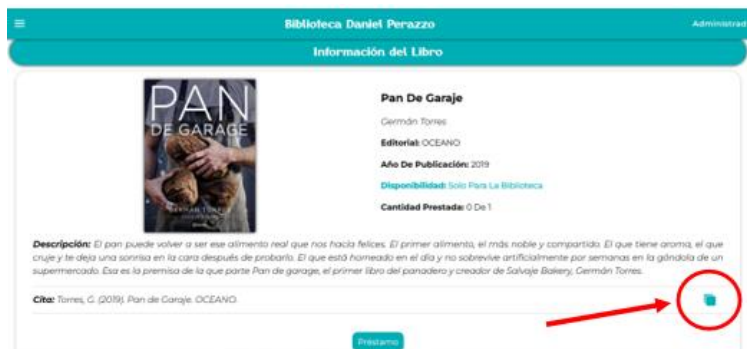 Biblioteca Daniel Perazzo
Administrad
Información del Libro
PAN
DE GARAGE
Pan De Garaje
Germán Torres
Editorial: OCEANO
Año De Publicación: 2019
Disponibilidad: Solo Para La Biblioteca
Cantidad Prestada: 0 De 1
Descripción: El pan puede volver a ser ese alimento real que nos hacía felices. El primer alimento, el más noble y compartido. El que tiene aroma, el que
cruje y te deja una sonrisa en la cara después de probarlo. El que está horneado en el día y no sobrevive artificialmente por semanas en la góndola de un
supermercado. Esa es la premisa de la que parte Pan de garage, el primer libro del panadero y creador de Salvaje Bakery, Germán Torres.
Cita: Torres, G. (2019). Pan de Garaje. OCEANO.
Préstamo